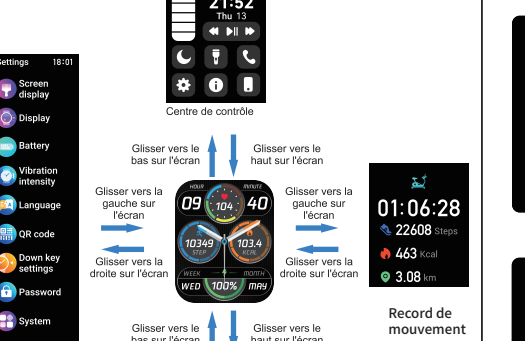 21:52
Thu 13
Centre de contrôle
Settings 18:01
Screen
display
Display
Battery
Vibration
intensity
Language
QR code
Down key
settings
Password
System
Glisser vers le
bas sur l'écran
Glisser vers le
haut sur l'écran
Glisser vers la
gauche sur
l'écran
Glisser vers la
droite sur l'écran
HOUR MINUTE
09 104 40
10349
STEP
103.4
KCAL
WEEK MONTH
WED 100% MAY
Glisser vers la
gauche sur
l'écran
Glisser vers la
droite sur l'écran
01:06:28
22608 Steps
463 Kcal
3.08 km
Record de
mouvement
Glisser vers le
bas sur l'écran
Glisser vers le
haut sur l'écran